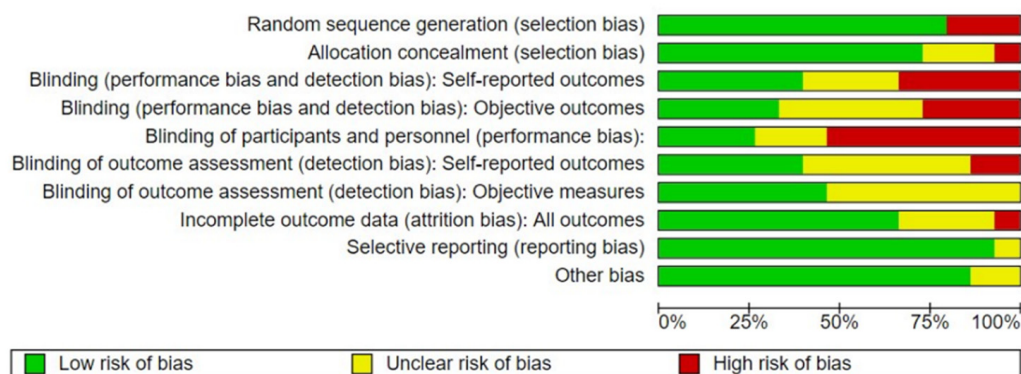 Random sequence generation (selection bias)
Allocation concealment (selection bias)
Blinding (performance bias and detection bias): Self-reported outcomes
Blinding (performance bias and detection bias): Objective outcomes
Blinding of participants and personnel (performance bias):
Blinding of outcome assessment (detection bias): Self-reported outcomes
Blinding of outcome assessment (detection bias): Objective measures
Incomplete outcome data (attrition bias): All outcomes
Selective reporting (reporting bias)
Other bias
0% 25% 50% 75% 100%
Low risk of bias Unclear risk of bias High risk of bias